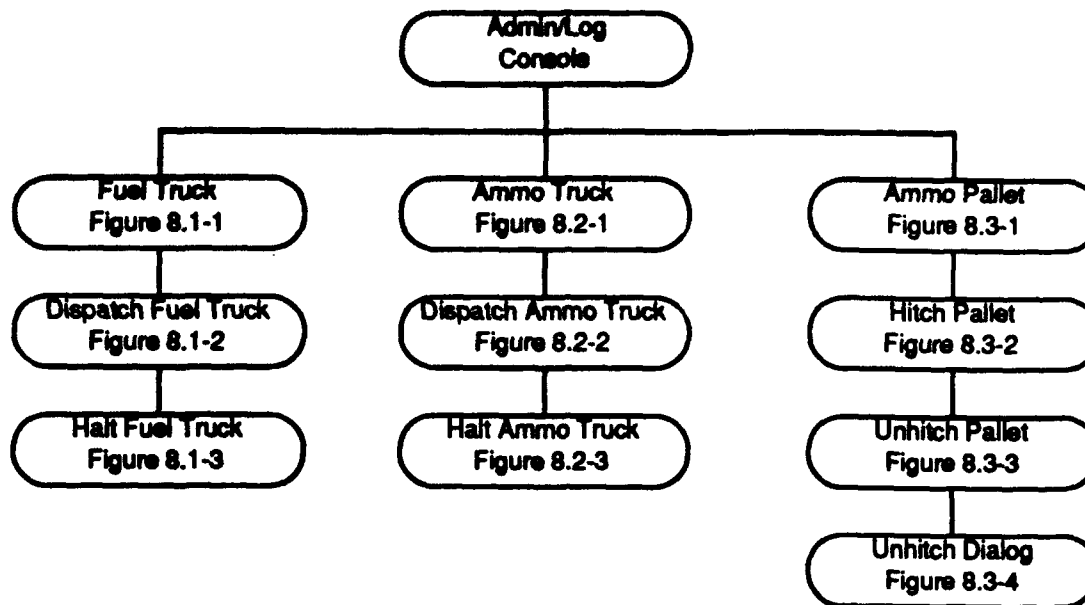 Admin/Log
Console
Fuel Truck
Figure 8.1-1
Ammo Truck
Figure 8.2-1
Ammo Pallet
Figure 8.3-1
Dispatch Fuel Truck
Figure 8.1-2
Dispatch Ammo Truck
Figure 8.2-2
Hitch Pallet
Figure 8.3-2
Halt Fuel Truck
Figure 8.1-3
Halt Ammo Truck
Figure 8.2-3
Unhitch Pallet
Figure 8.3-3
Unhitch Dialog
Figure 8.3-4